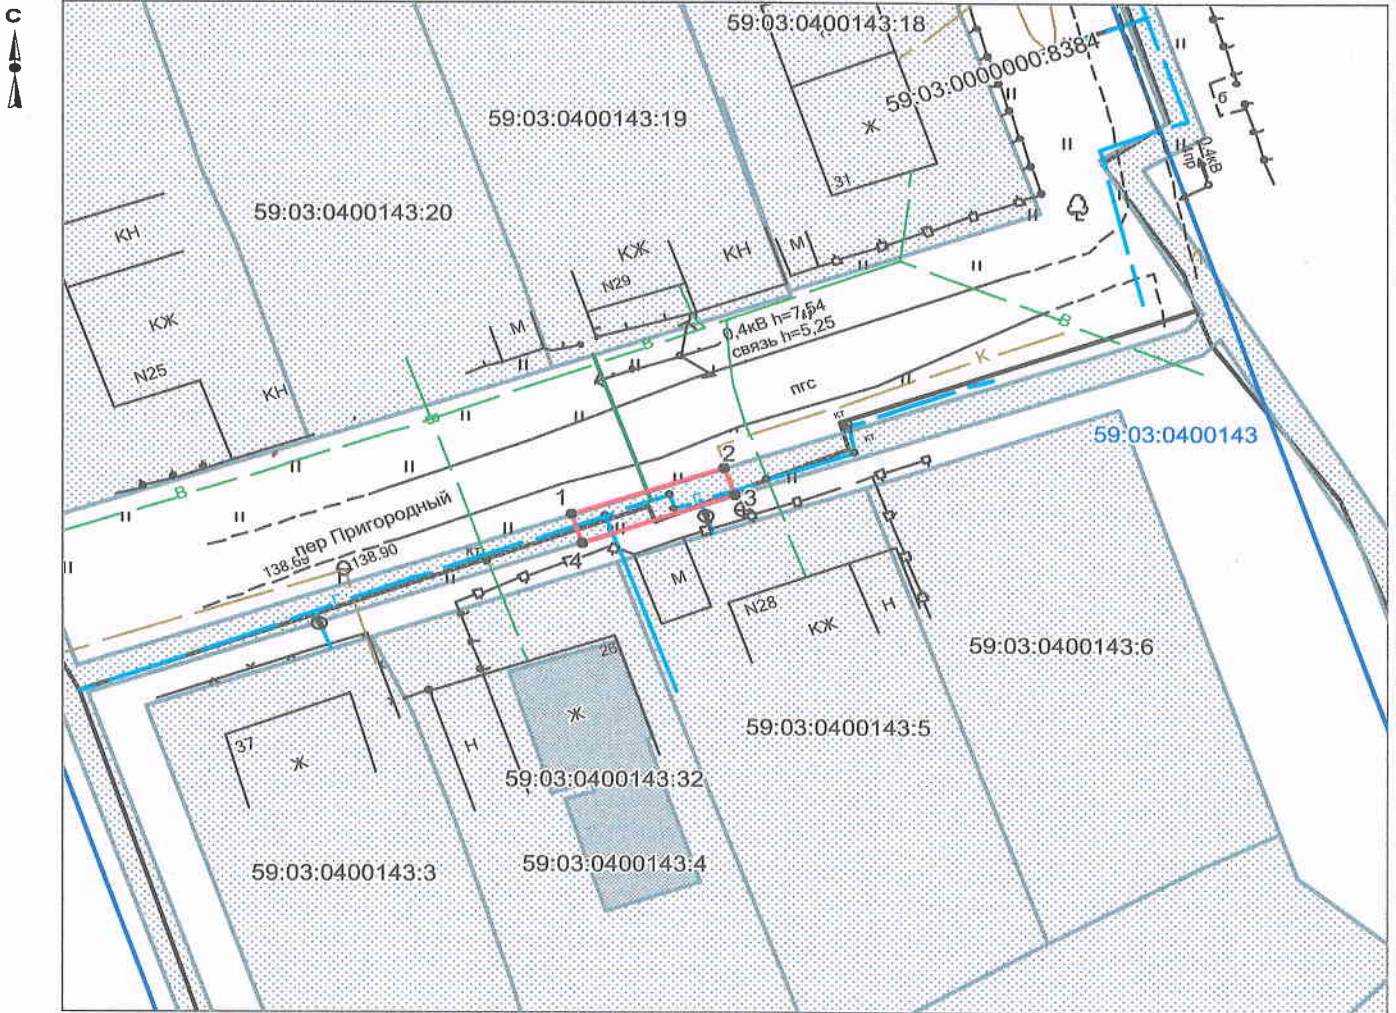 С
59:03:0400143:18
59:03:0000000:8384
59:03:0400143:19
Ж
31
б
пр
0,4кВ
59:03:0400143:20
КН
КЖ
N29
КН
М
КЖ
N25
КН
М
0,4кВ h=7,54
связь h=5,25
В
В
В
В
К
пгс
кт
кт
59:03:0400143
2
1
3
4
пер Пригородный
138.69
138.90
Г
М
N28
КЖ
Н
59:03:0400143:6
26
Ж
37
Ж
Н
59:03:0400143:5
59:03:0400143:32
59:03:0400143:4
59:03:0400143:3